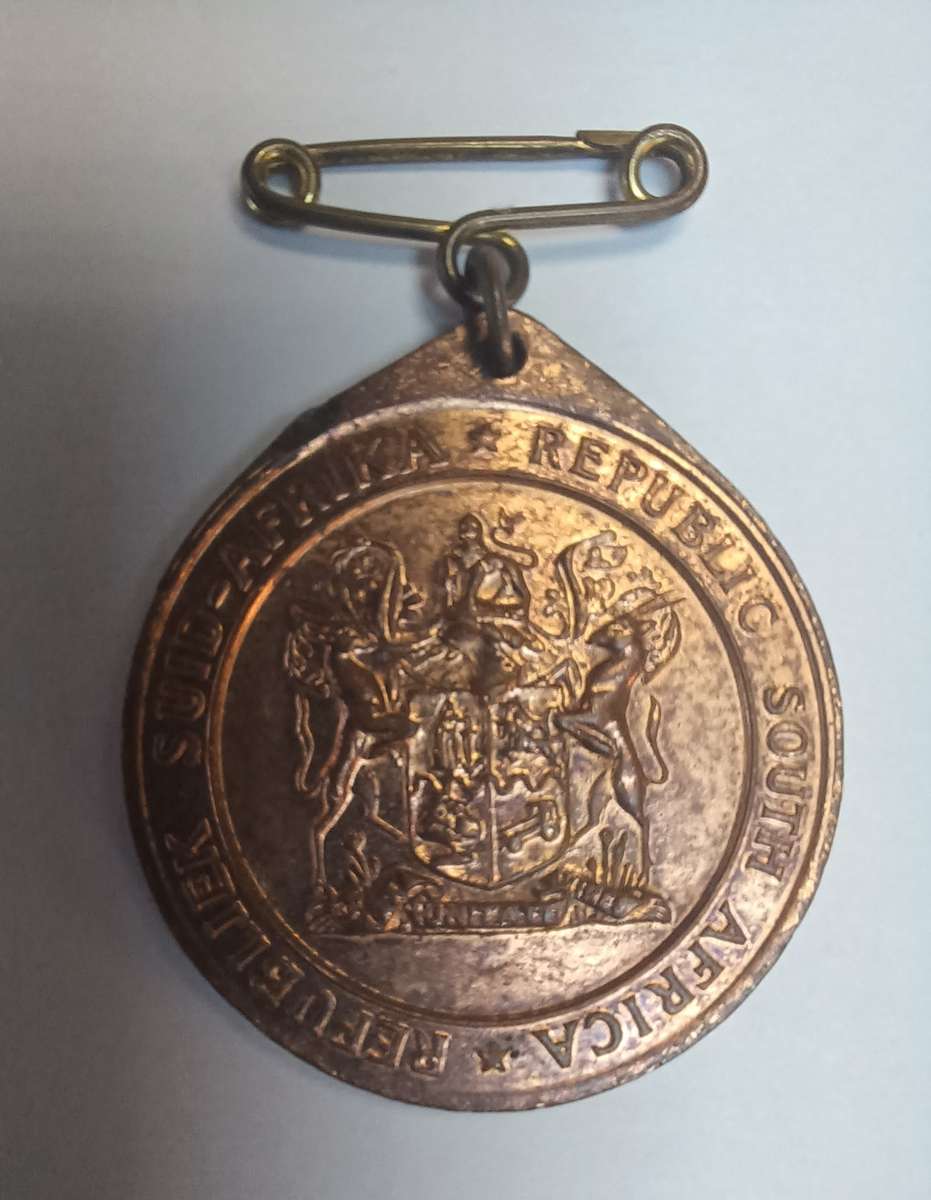 REPUBLIEK SUID-AFRIKA ★ REPUBLIC SOUTH AFRICA ★